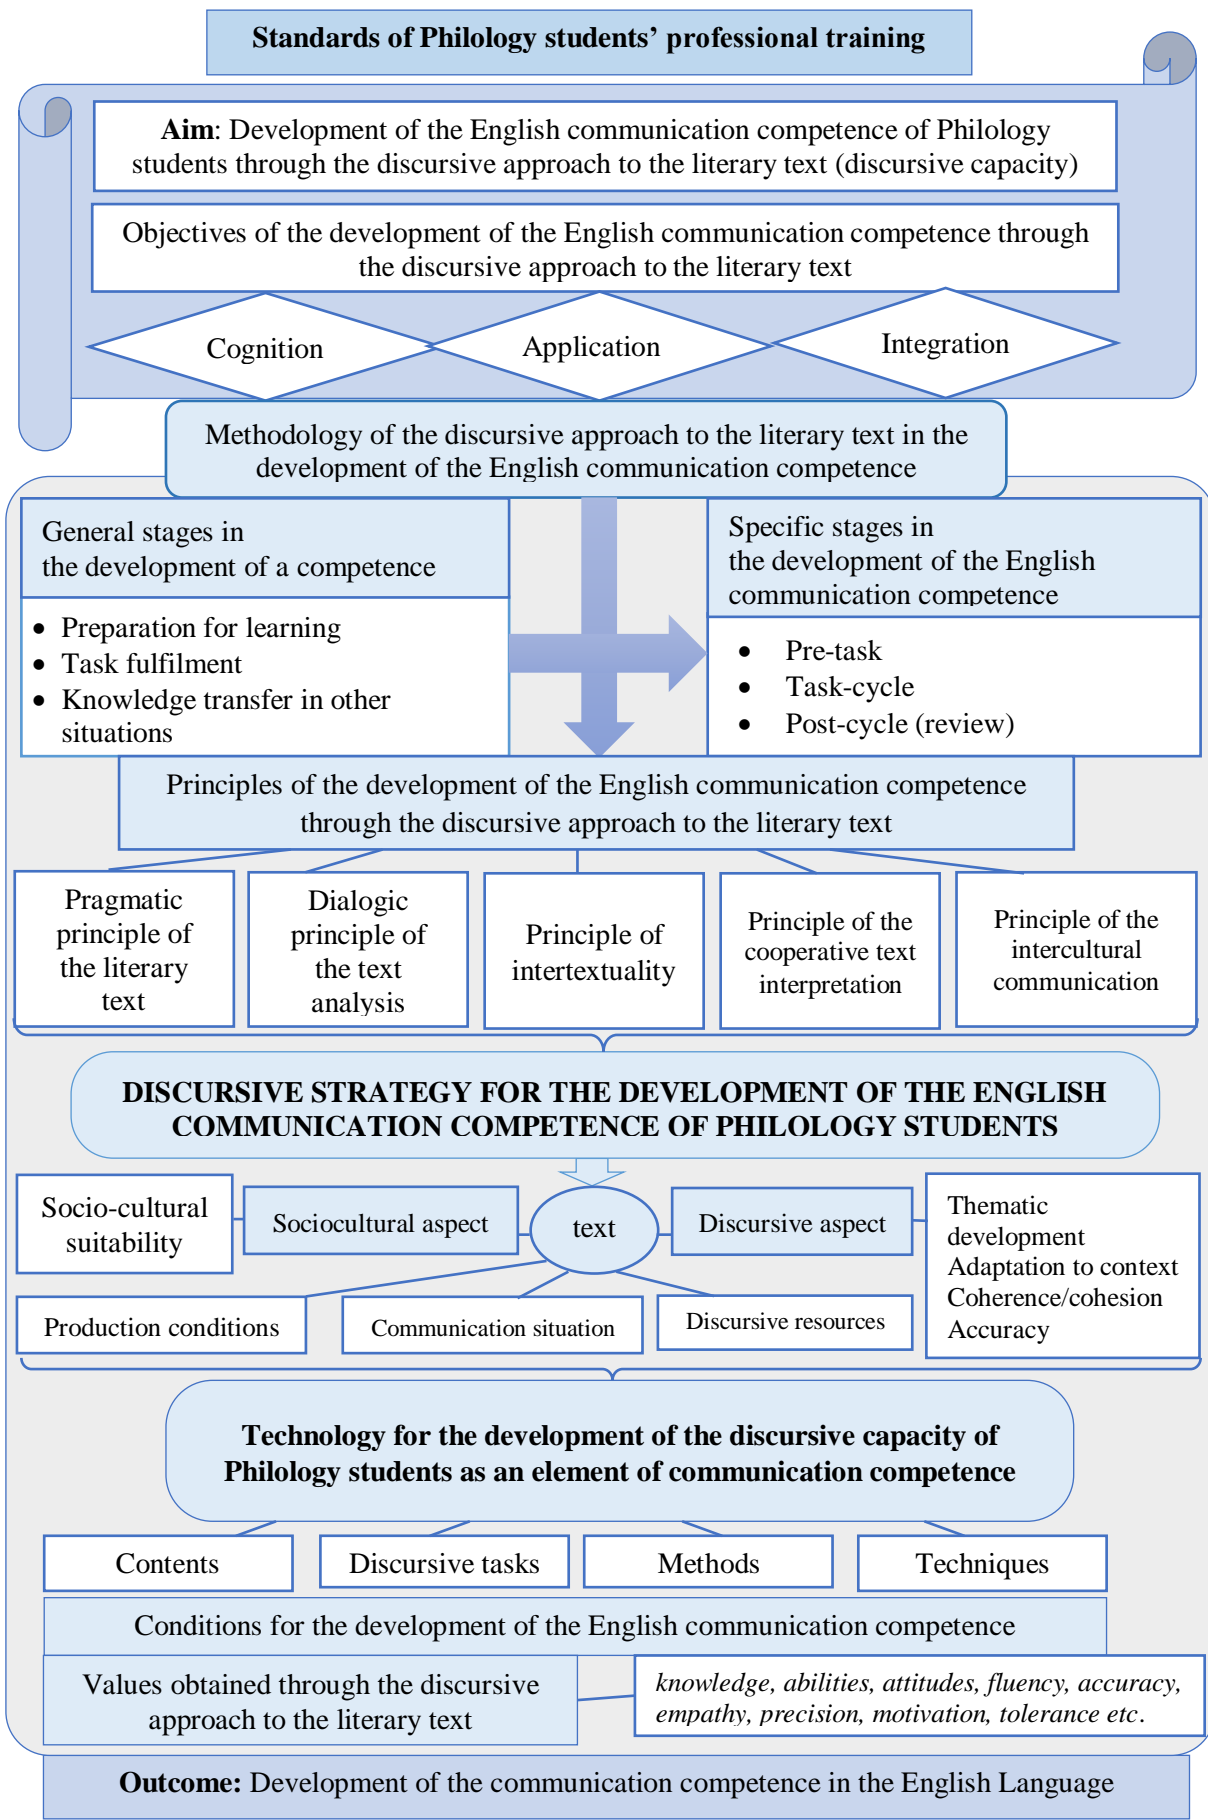 Standards of Philology students’ professional training
Aim: Development of the English communication competence of Philology
students through the discursive approach to the literary text (discursive capacity)
Objectives of the development of the English communication competence through
the discursive approach to the literary text
Cognition
Application
Integration
Methodology of the discursive approach to the literary text in the
development of the English communication competence
General stages in
the development of a competence
• Preparation for learning
• Task fulfilment
• Knowledge transfer in other
situations
Specific stages in
the development of the English
communication competence
• Pre-task
• Task-cycle
• Post-cycle (review)
Principles of the development of the English communication competence
through the discursive approach to the literary text
Pragmatic
principle of
the literary
text
Dialogic
principle of
the text
analysis
Principle of
intertextuality
Principle of the
cooperative text
interpretation
Principle of the
intercultural
communication
DISCURSIVE STRATEGY FOR THE DEVELOPMENT OF THE ENGLISH
COMMUNICATION COMPETENCE OF PHILOLOGY STUDENTS
Socio-cultural
suitability
Sociocultural aspect
text
Discursive aspect
Thematic
development
Adaptation to context
Coherence/cohesion
Accuracy
Production conditions
Communication situation
Discursive resources
Technology for the development of the discursive capacity of
Philology students as an element of communication competence
Contents
Discursive tasks
Methods
Techniques
Conditions for the development of the English communication competence
Values obtained through the discursive
approach to the literary text
knowledge, abilities, attitudes, fluency, accuracy,
empathy, precision, motivation, tolerance etc.
Outcome: Development of the communication competence in the English Language